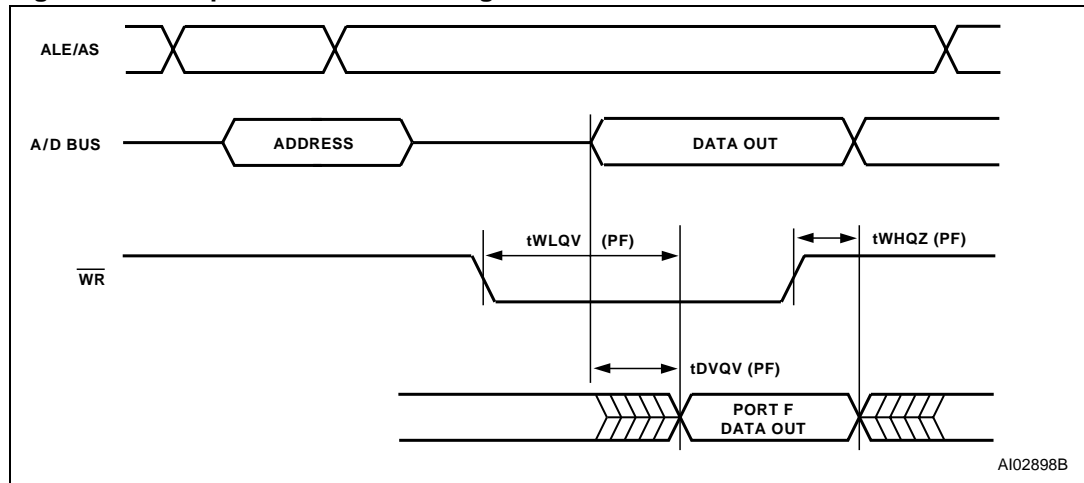 ALE/AS
A/D BUS
ADDRESS
DATA OUT
tWLQV (PF)
tWHQZ (PF)
WR
tDVQV (PF)
PORT F
DATA OUT
AI02898B